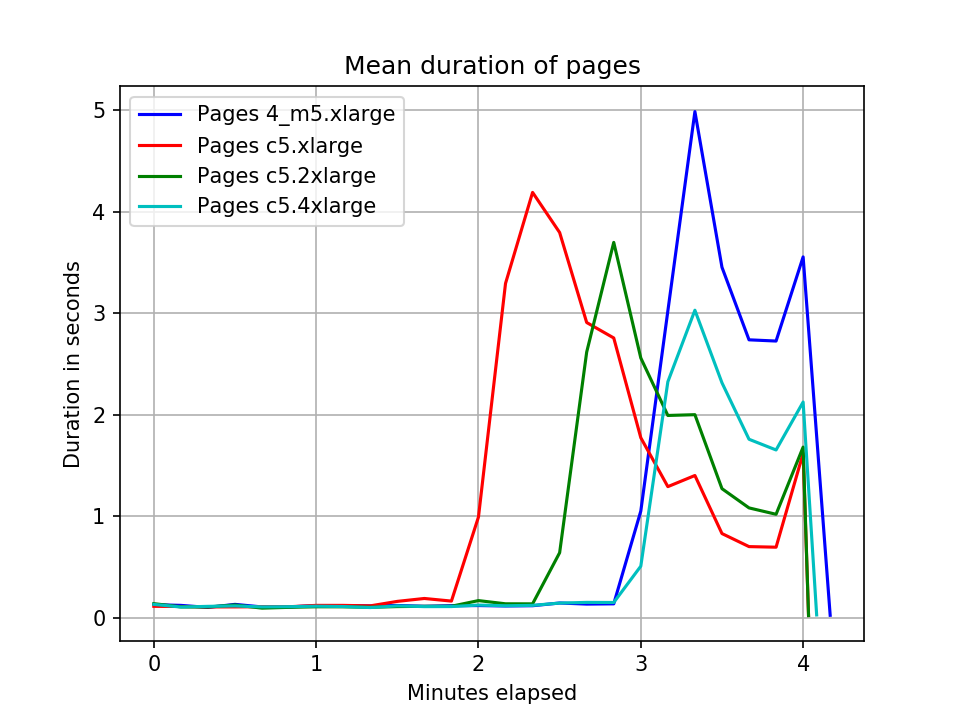 Mean duration of pages
Pages 4_m5.xlarge
Pages c5.xlarge
Pages c5.2xlarge
Pages c5.4xlarge
Duration in seconds
5
4
3
2
1
0
0 1 2 3 4
Minutes elapsed